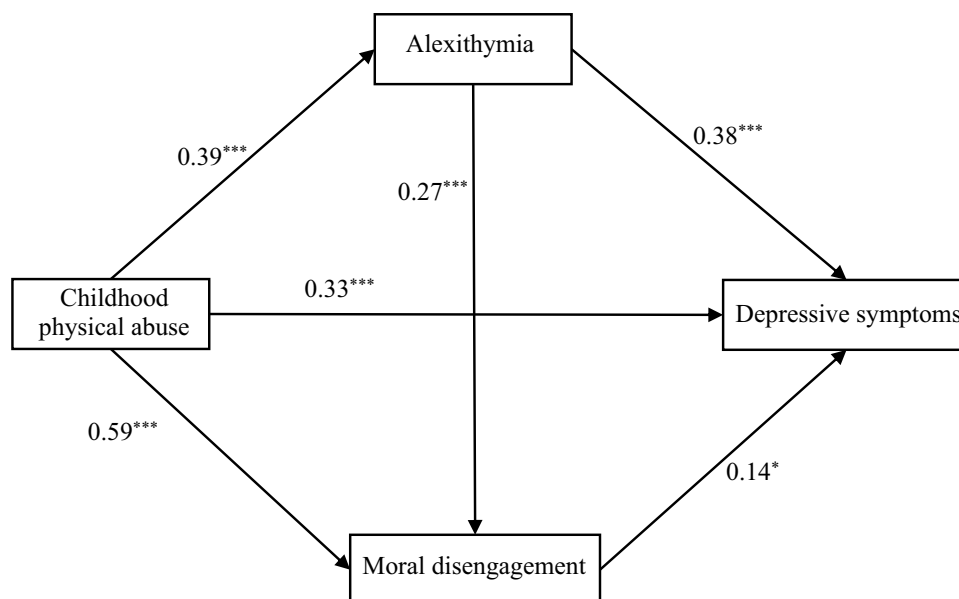 Alexithymia
0.39***
0.38***
0.27***
Childhood
physical abuse
0.33***
Depressive symptoms
0.59***
0.14*
Moral disengagement